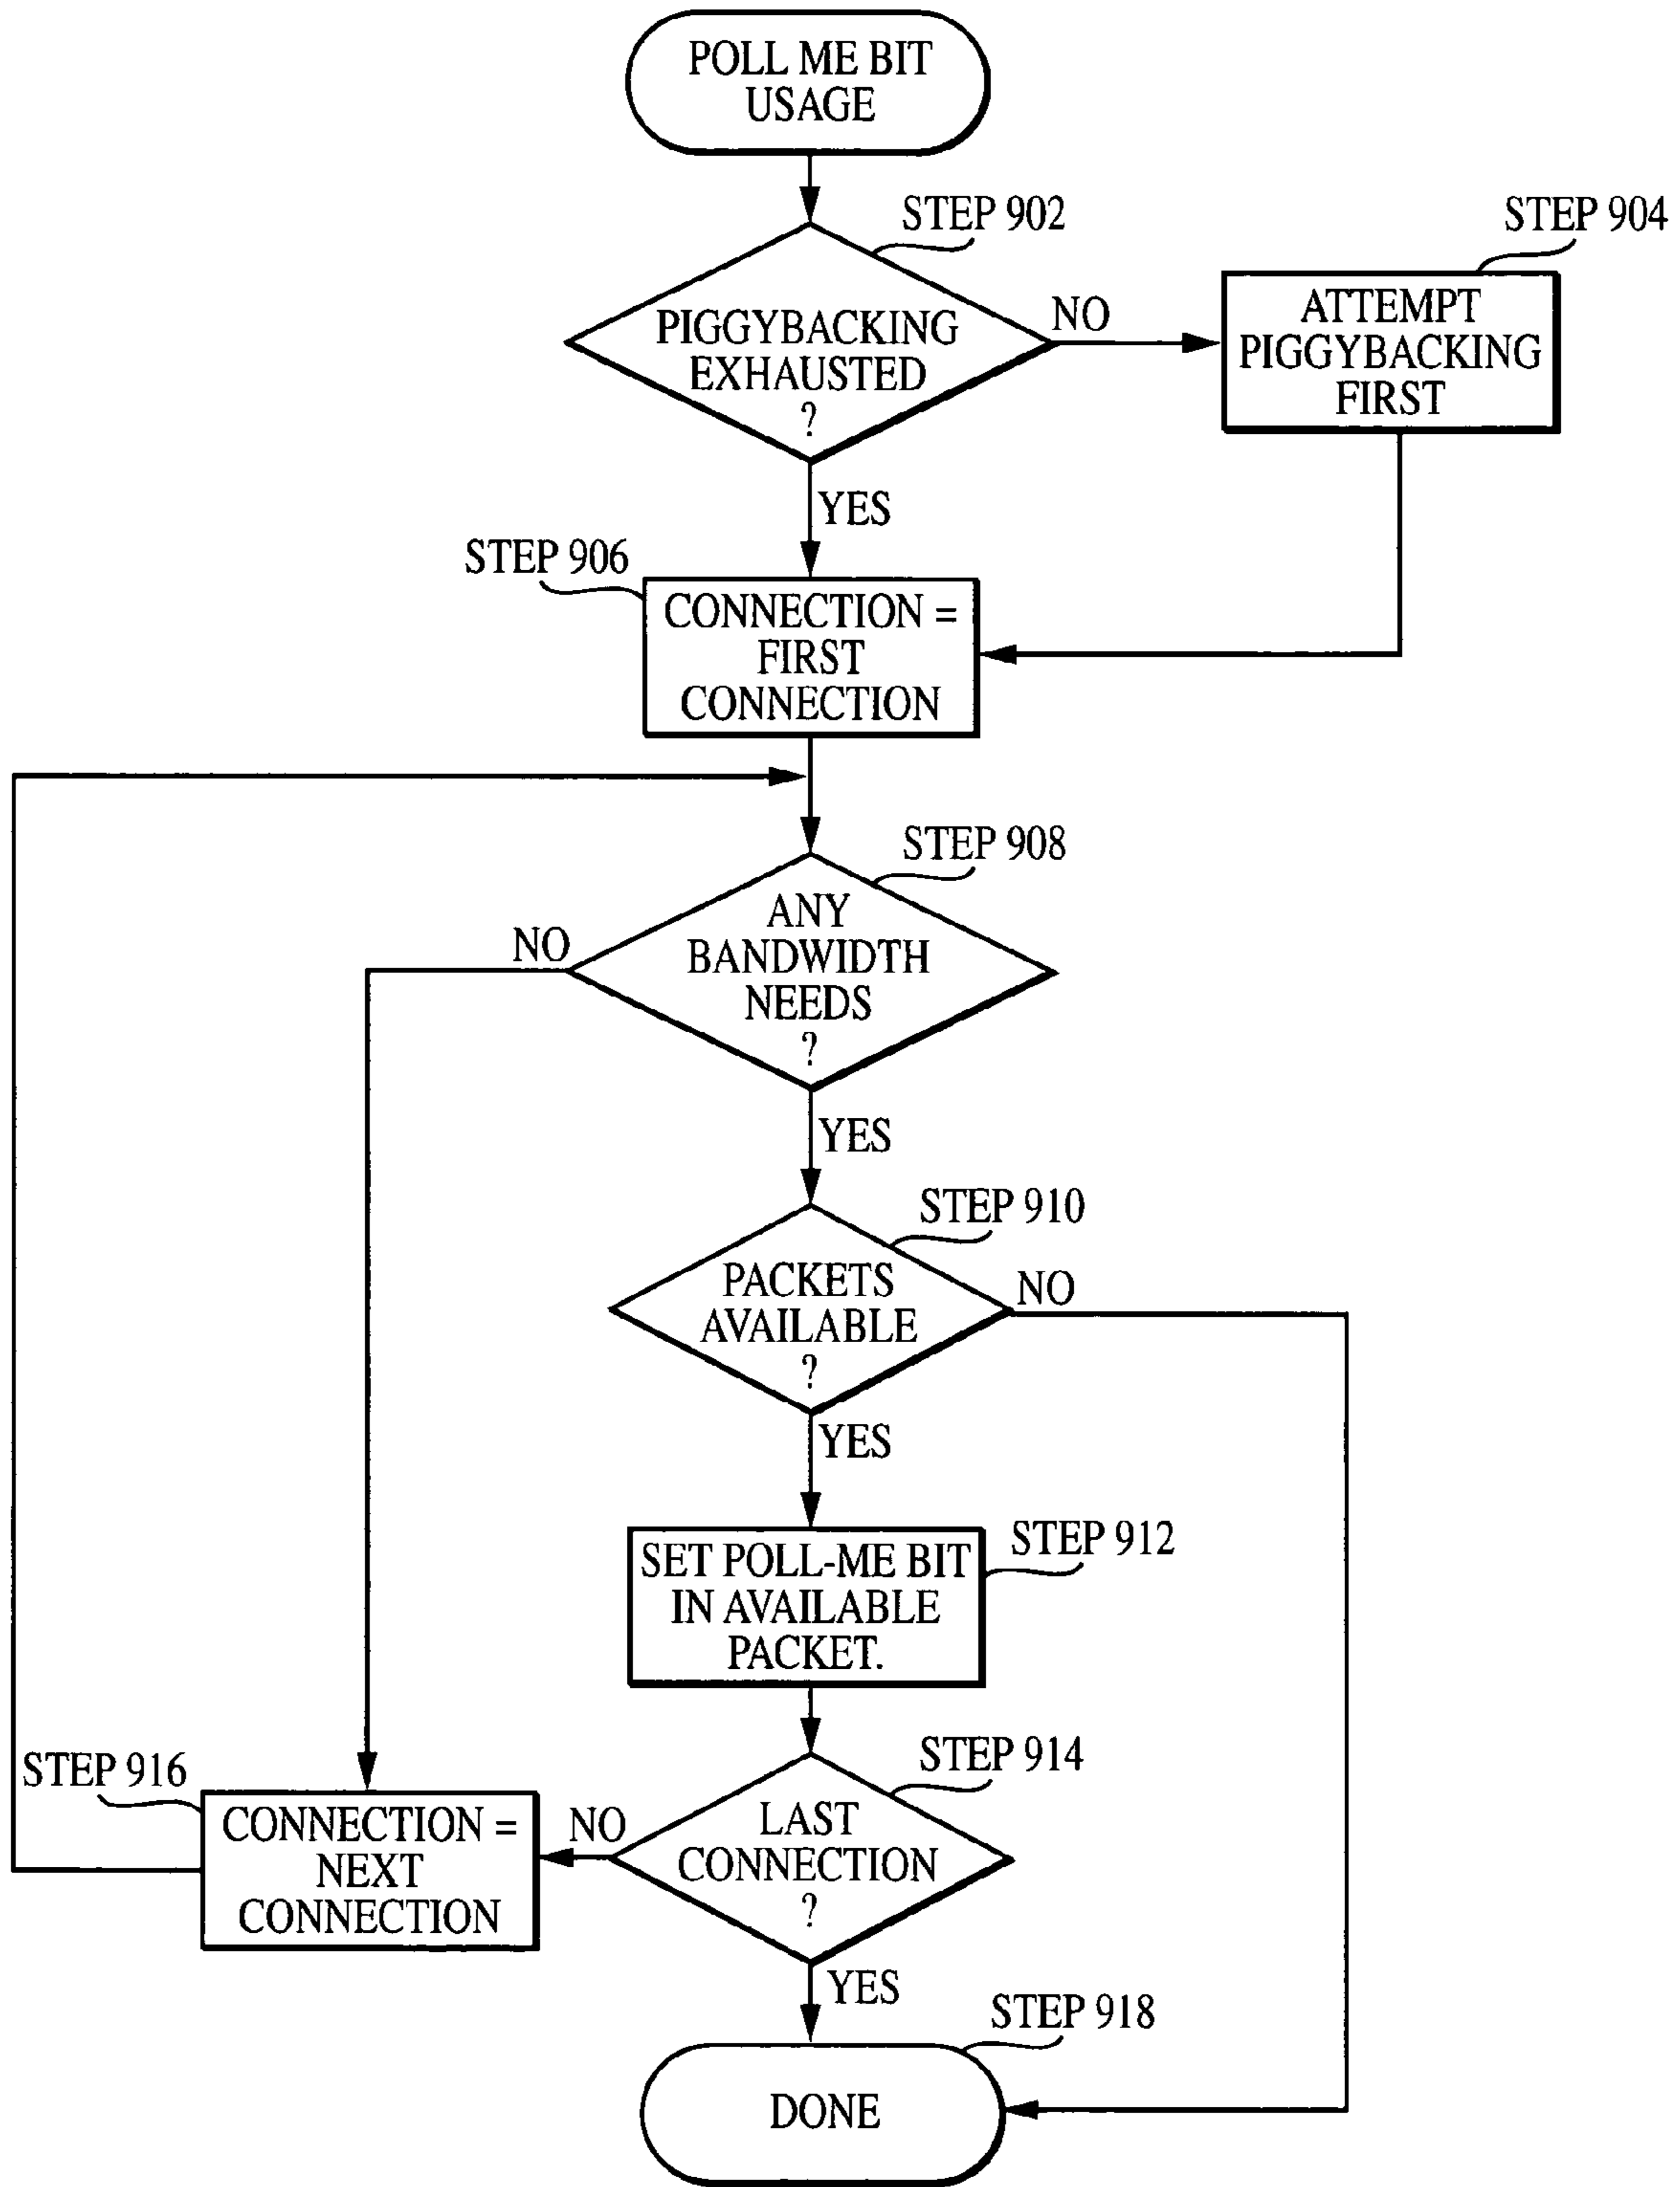 POLL ME BIT
USAGE
STEP 902
STEP 904
PIGGYBACKING
EXHAUSTED
?
NO
ATTEMPT
PIGGYBACKING
FIRST
YES
STEP 906
CONNECTION =
FIRST
CONNECTION
STEP 908
ANY
BANDWIDTH
NEEDS
?
NO
YES
STEP 910
PACKETS
AVAILABLE
?
NO
YES
STEP 912
SET POLL-ME BIT
IN AVAILABLE
PACKET.
STEP 914
STEP 916
LAST
CONNECTION
?
NO
CONNECTION =
NEXT
CONNECTION
YES
STEP 918
DONE